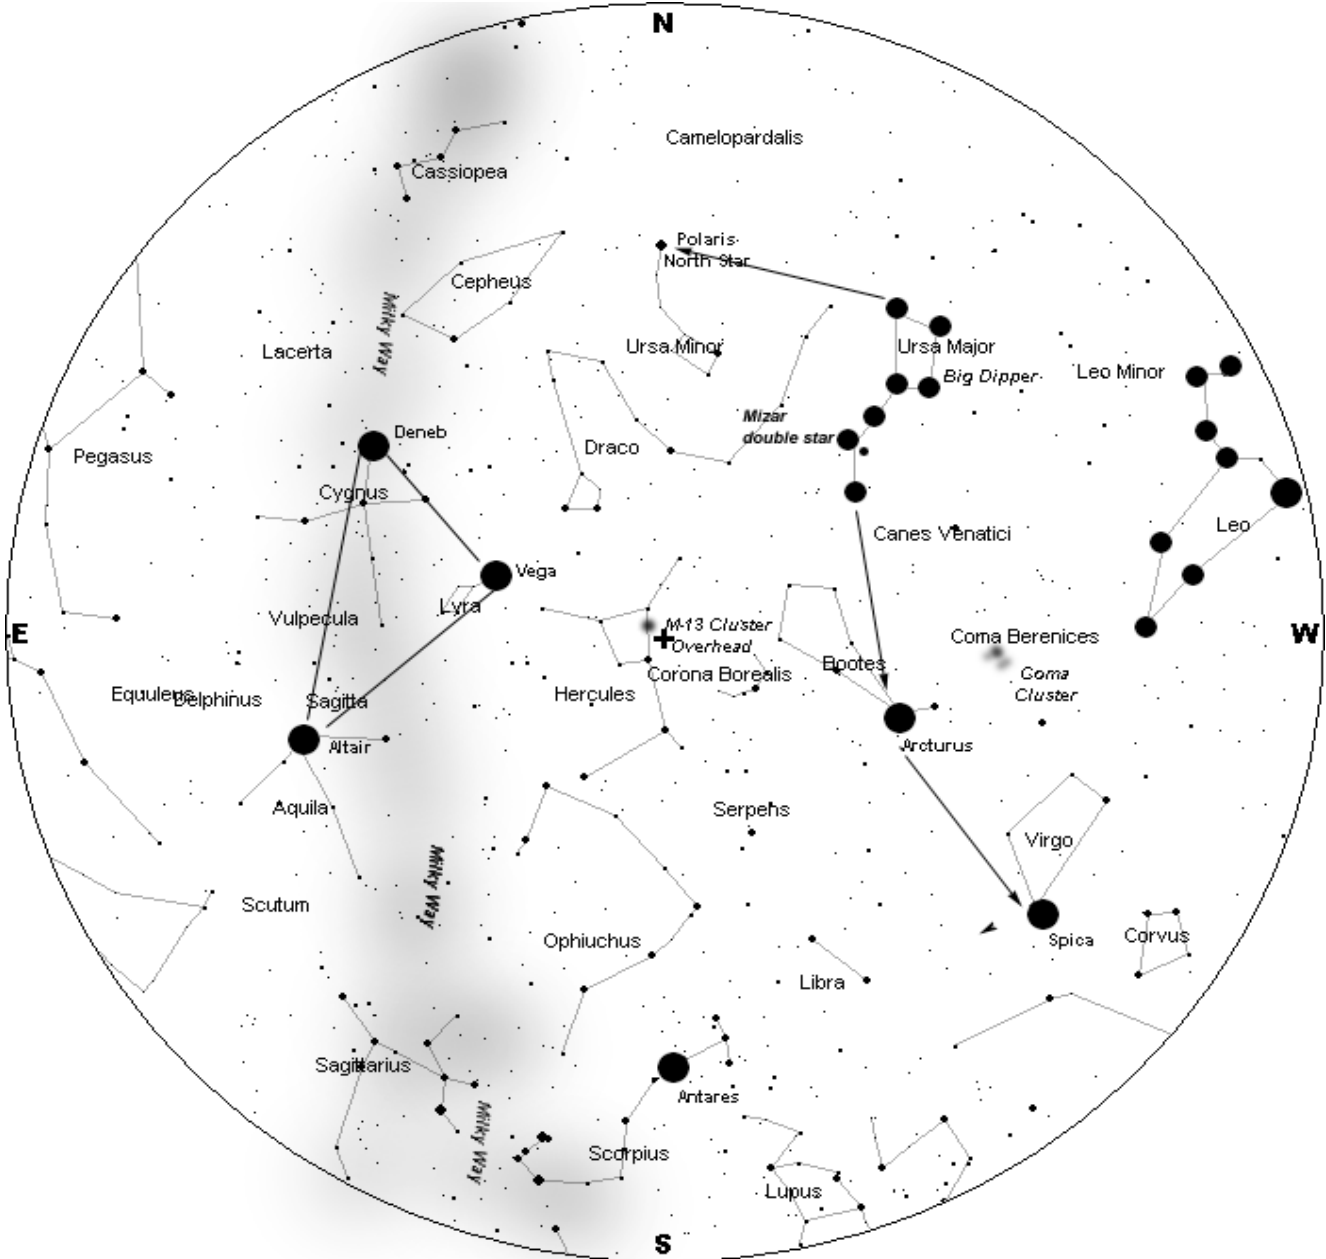 N
Camelopardalis
Cassiopea
Polaris
North Star
Cepheus
Milky Way
Lacerta
Ursa Minor
Ursa Major
Big Dipper
Leo Minor
Mizar
double star
Deneb
Draco
Pegasus
Cygnus
Leo
Canes Venatici
Vega
Lyra
Vulpecula
M-13 Cluster
Overhead
E
Coma Berenices
W
Bootes
Corona Borealis
Coma
Cluster
Equuleus
Delphinus
Sagitta
Hercules
Altair
Arcturus
Aquila
Serpens
Virgo
Milky Way
Scutum
Ophiuchus
Spica
Corvus
Libra
Sagittarius
Antares
Milky Way
Scorpius
Lupus
S